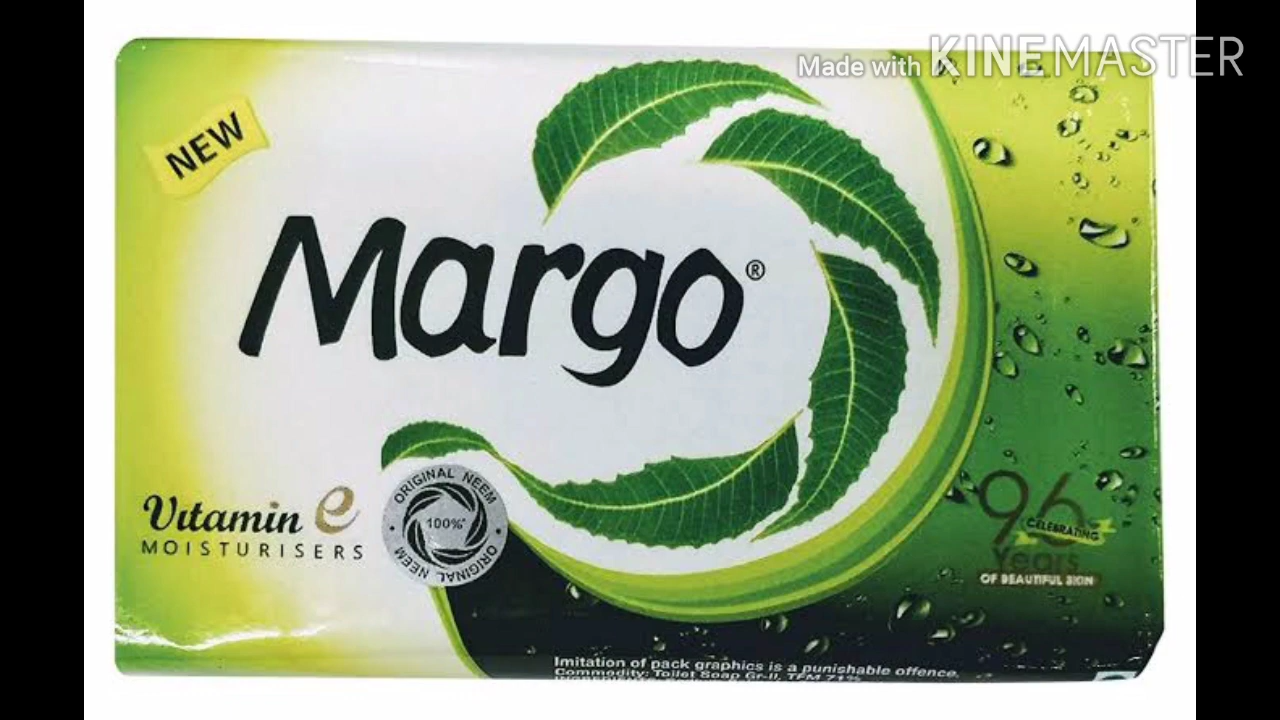 Made with KINEMASTER
NEW
Margo®
Vitamin e
MOISTURISERS
ORIGINAL NEEM
100%*
ORIGINAL NEEM
96
CELEBRATING
Years
OF BEAUTIFUL SKIN
Imitation of pack graphics is a punishable offence.
Commodity: Toilet Soap Gr-II, TFM 71%